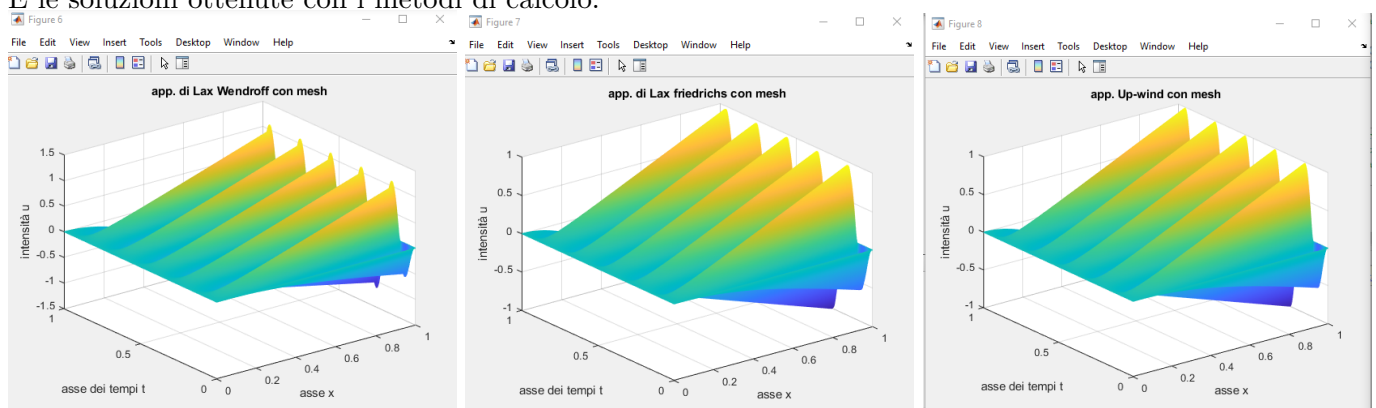 E le soluzioni ottenute con i metodi di calcolo:
Figure 6
File Edit View Insert Tools Desktop Window Help
app. di Lax Wendroff con mesh
1.5
1
0.5
0
-0.5
-1
-1.5
intensità u
1
0.5
0
asse dei tempi t
0
0.2
0.4
0.6
0.8
1
asse x
Figure 7
File Edit View Insert Tools Desktop Window Help
app. di Lax friedrichs con mesh
1
0.5
0
-0.5
-1
intensità u
1
0.5
0
asse dei tempi t
0
0.2
0.4
0.6
0.8
1
asse x
Figure 8
File Edit View Insert Tools Desktop Window Help
app. Up-wind con mesh
1
0.5
0
-0.5
-1
intensità u
1
0.5
0
asse dei tempi t
0
0.2
0.4
0.6
0.8
1
asse x